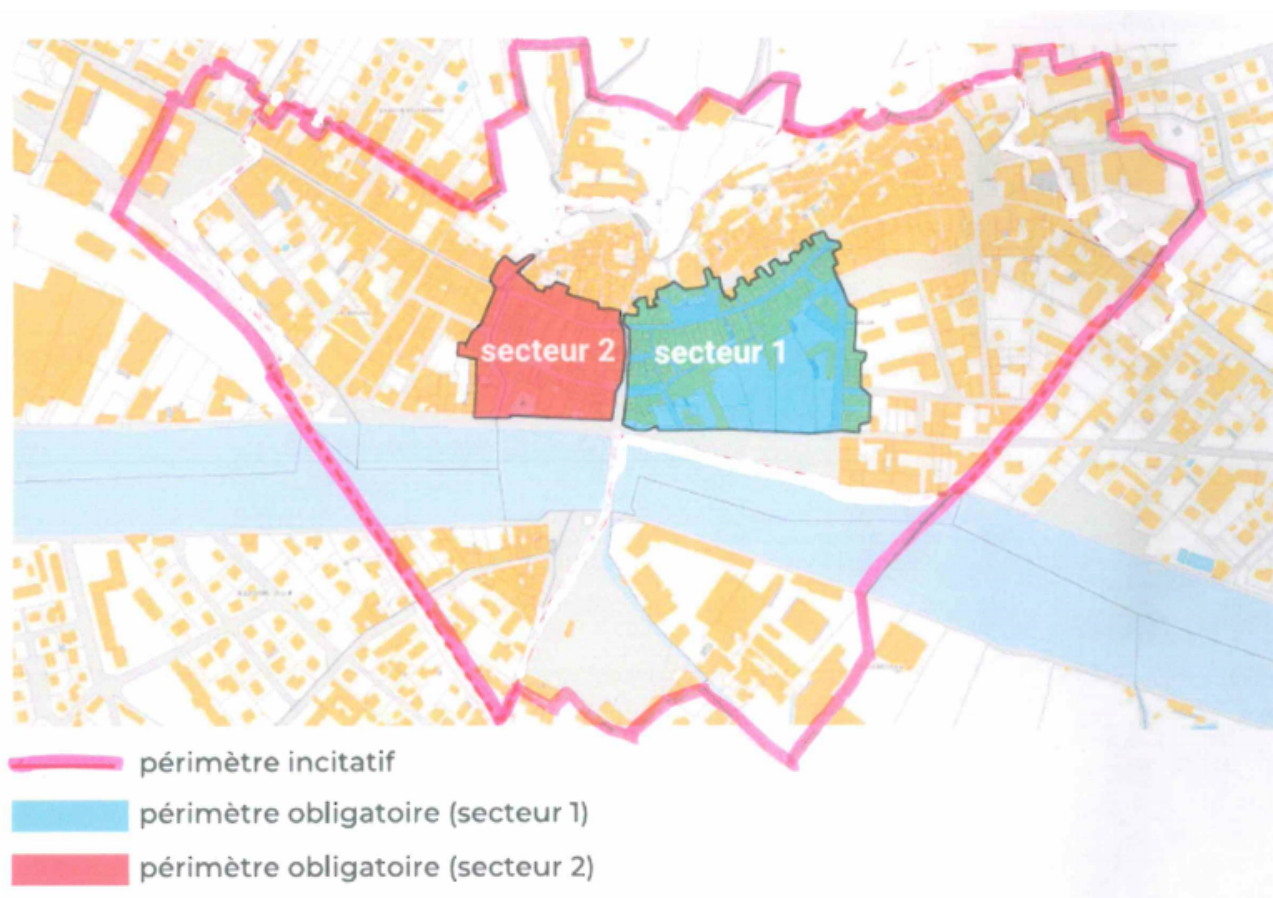 secteur 2
secteur 1
périmètre incitatif
périmètre obligatoire (secteur 1)
périmètre obligatoire (secteur 2)